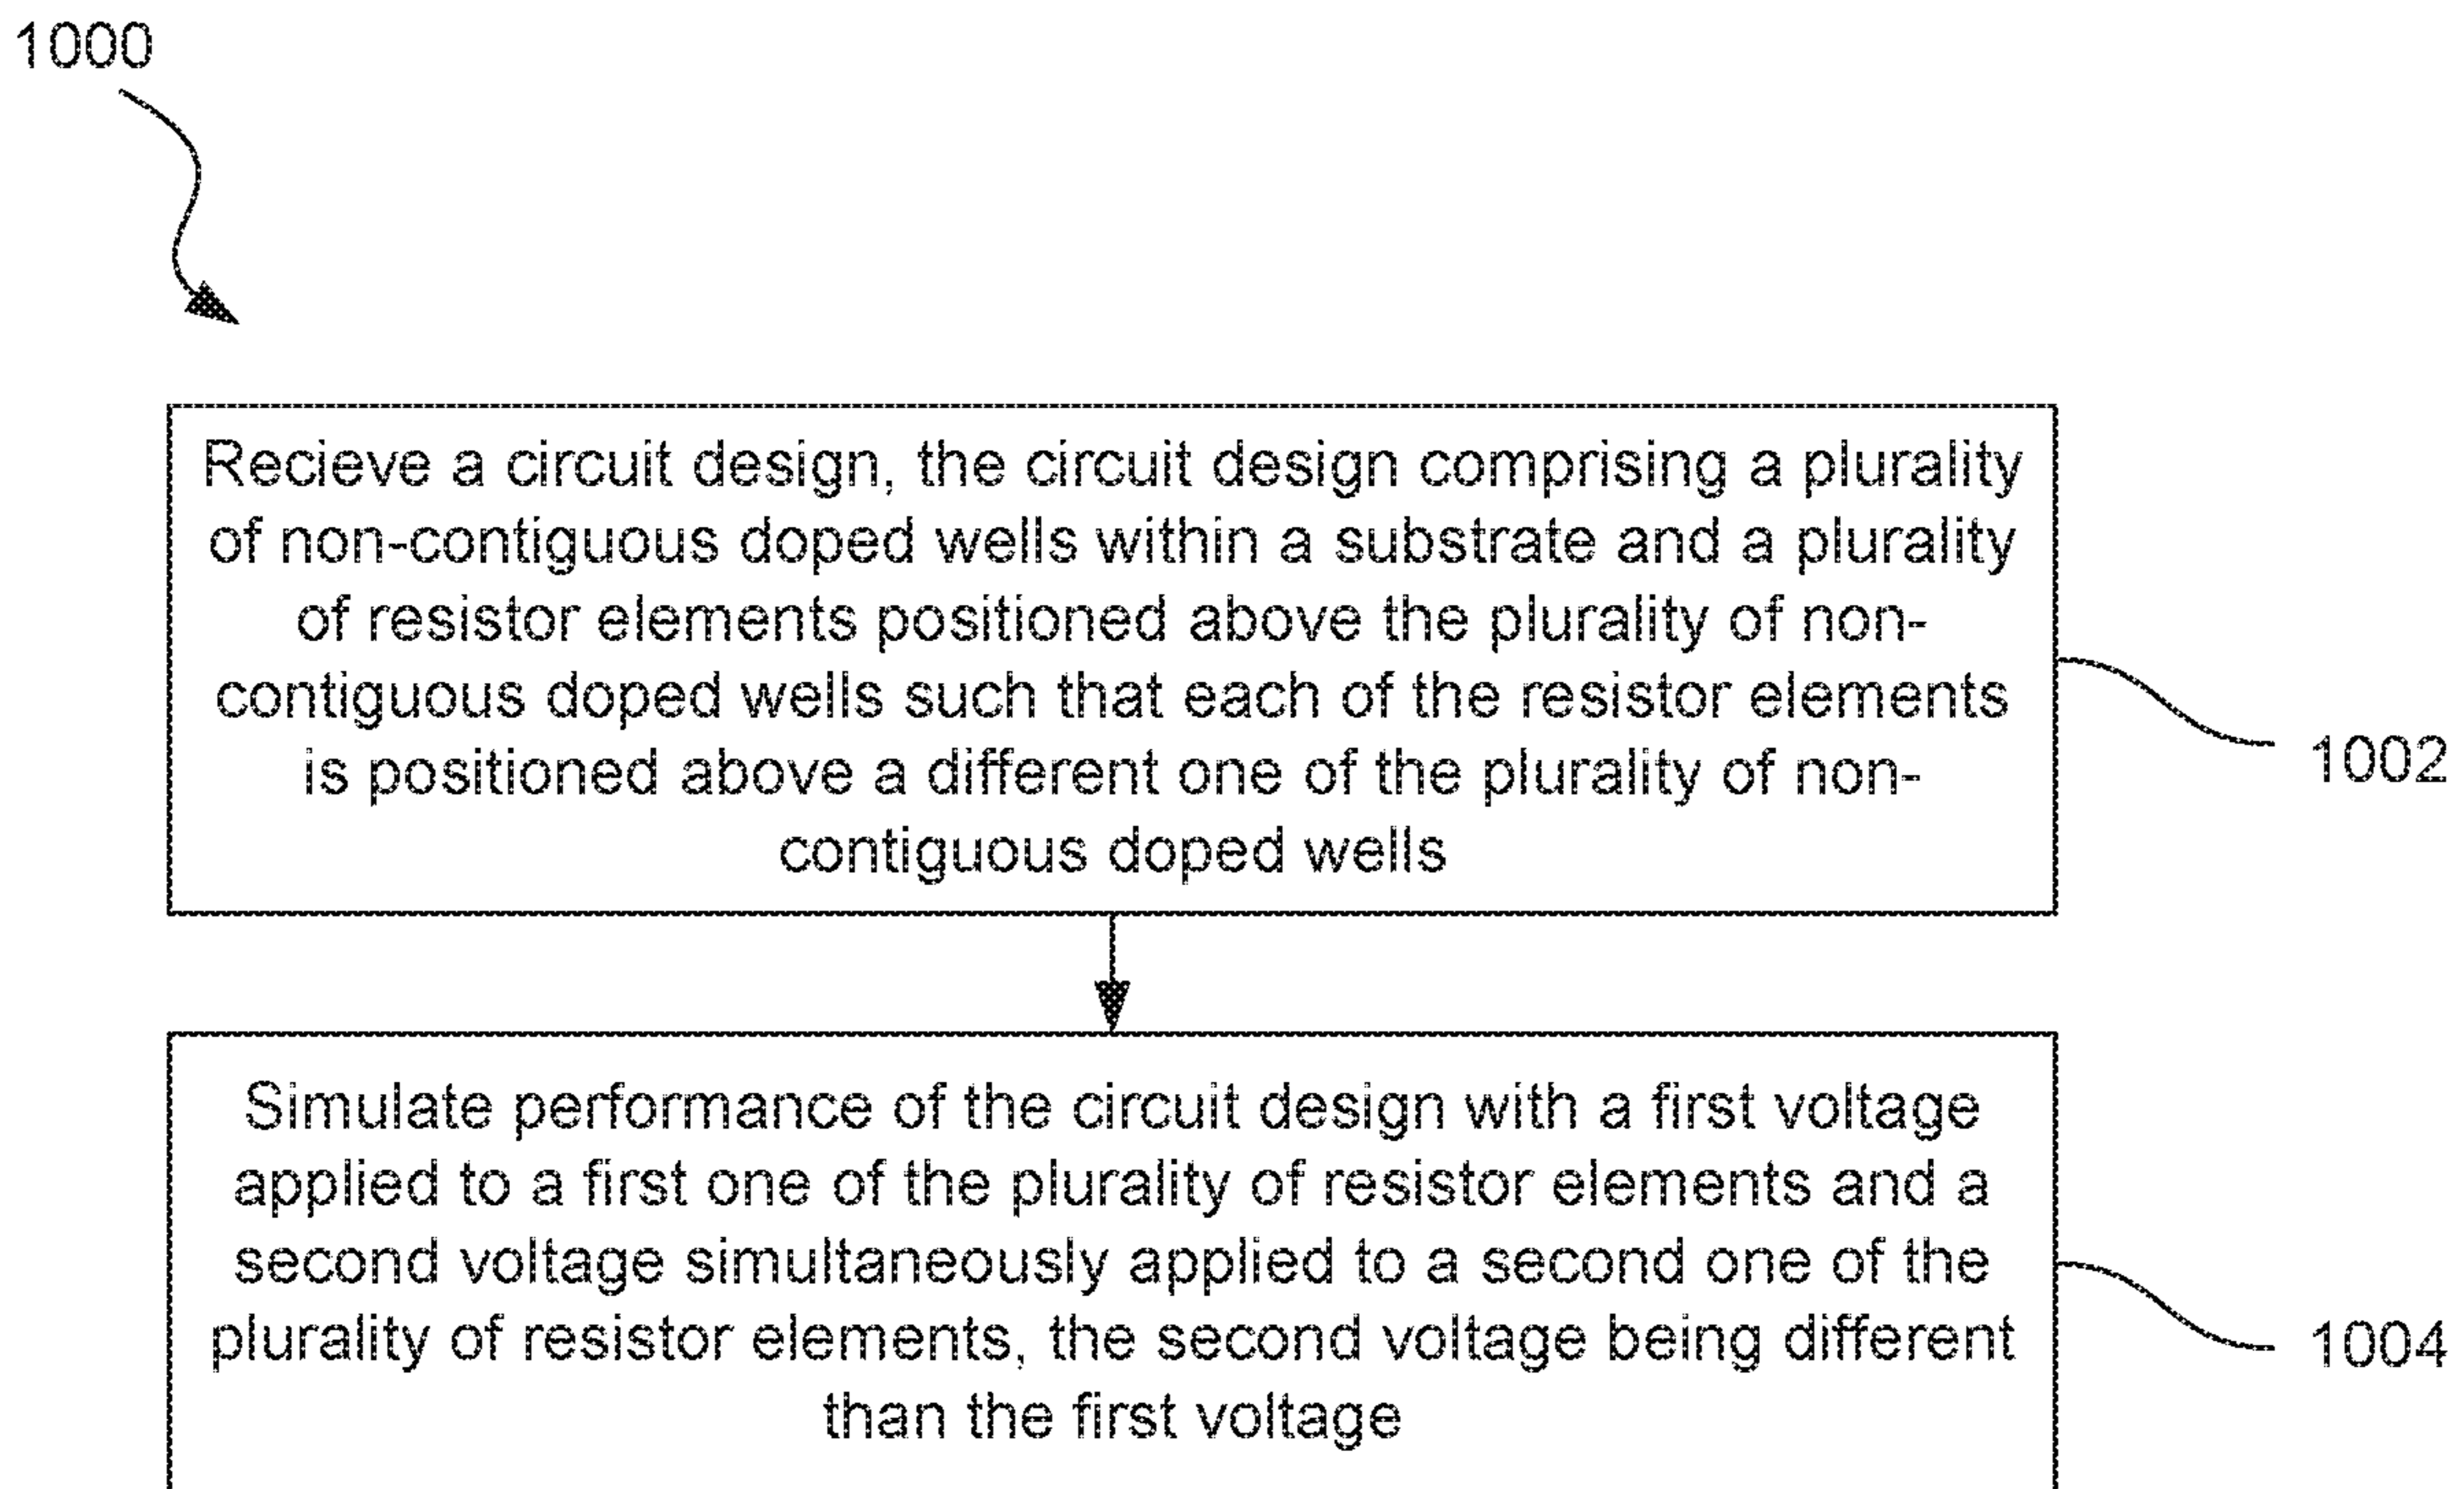 1000
Recieve a circuit design, the circuit design comprising a plurality
of non-contiguous doped wells within a substrate and a plurality
of resistor elements positioned above the plurality of non-
contiguous doped wells such that each of the resistor elements
is positioned above a different one of the plurality of non-
contiguous doped wells
1002
Simulate performance of the circuit design with a first voltage
applied to a first one of the plurality of resistor elements and a
second voltage simultaneously applied to a second one of the
plurality of resistor elements, the second voltage being different
than the first voltage
1004